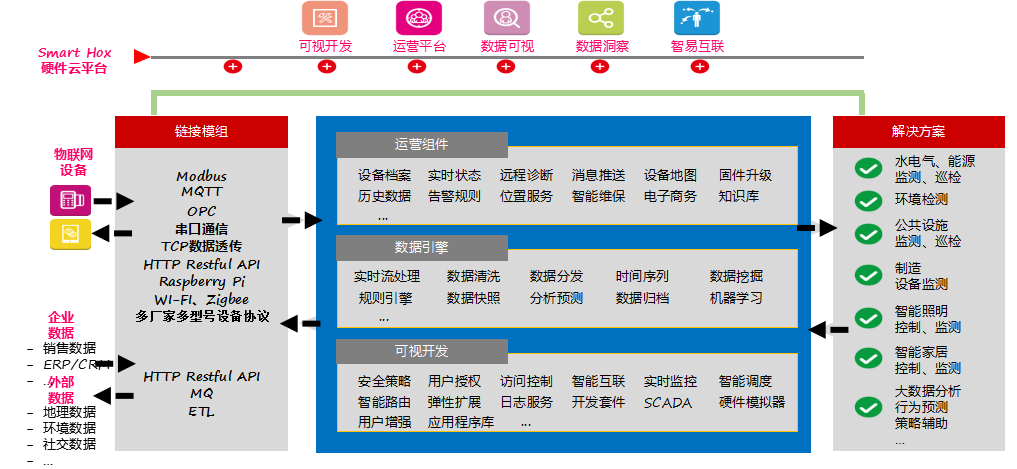 可视开发 运营平台 数据可视 数据洞察 智易互联
Smart Hox
硬件云平台
物联网
设备
企业
数据
- 销售数据
- ERP/CRM
- ...
外部
数据
- 地理数据
- 环境数据
- 社交数据
- ...
链接模组
Modbus
MQTT
OPC
串口通信
TCP数据透传
HTTP Restful API
Raspberry Pi
WI-FI、Zigbee
多厂家多型号设备协议
HTTP Restful API
MQ
ETL
运营组件
设备档案 实时状态 远程诊断 消息推送 设备地图 固件升级
历史数据 告警规则 位置服务 智能维保 电子商务 知识库
...
数据引擎
实时流处理 数据清洗 数据分发 时间序列 数据挖掘
规则引擎 数据快照 分析预测 数据归档 机器学习
...
可视开发
安全策略 用户授权 访问控制 智能互联 实时监控 智能调度
智能路由 弹性扩展 日志服务 开发套件 SCADA 硬件模拟器
用户增强 应用程序库 ...
解决方案
水电气、能源
监测、巡检
环境检测
公共设施
监测、巡检
制造
设备监测
智能照明
控制、监测
智能家居
控制、监测
大数据分析
行为预测
策略辅助
...